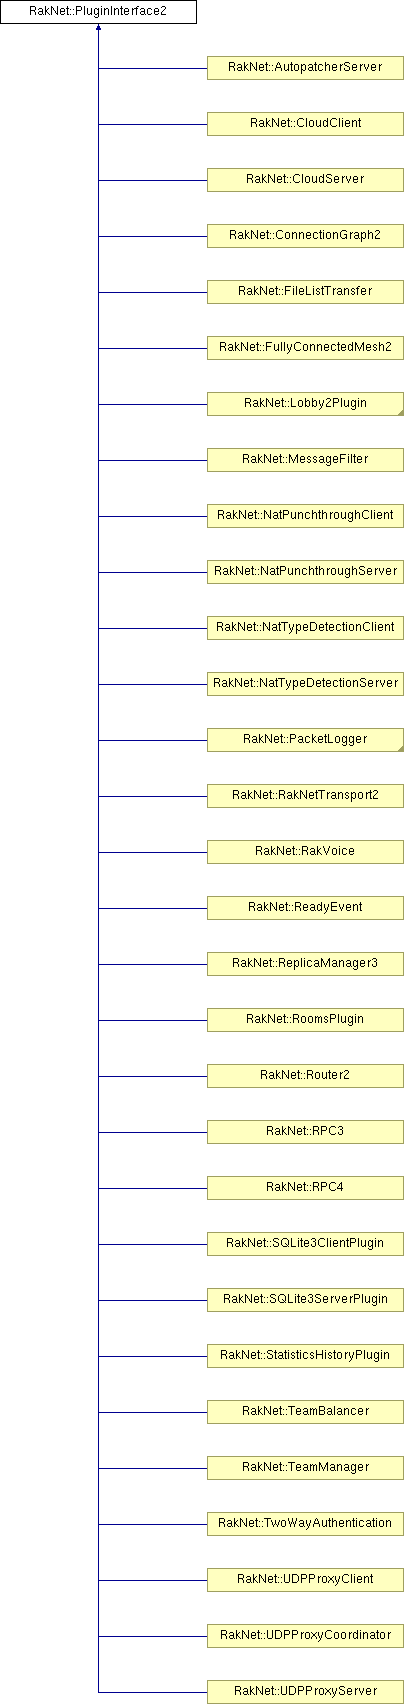 RakNet::PluginInterface2
RakNet::AutopatcherServer
RakNet::CloudClient
RakNet::CloudServer
RakNet::ConnectionGraph2
RakNet::FileListTransfer
RakNet::FullyConnectedMesh2
RakNet::Lobby2Plugin
RakNet::MessageFilter
RakNet::NatPunchthroughClient
RakNet::NatPunchthroughServer
RakNet::NatTypeDetectionClient
RakNet::NatTypeDetectionServer
RakNet::PacketLogger
RakNet::RakNetTransport2
RakNet::RakVoice
RakNet::ReadyEvent
RakNet::ReplicaManager3
RakNet::RoomsPlugin
RakNet::Router2
RakNet::RPC3
RakNet::RPC4
RakNet::SQLite3ClientPlugin
RakNet::SQLite3ServerPlugin
RakNet::StatisticsHistoryPlugin
RakNet::TeamBalancer
RakNet::TeamManager
RakNet::TwoWayAuthentication
RakNet::UDPProxyClient
RakNet::UDPProxyCoordinator
RakNet::UDPProxyServer